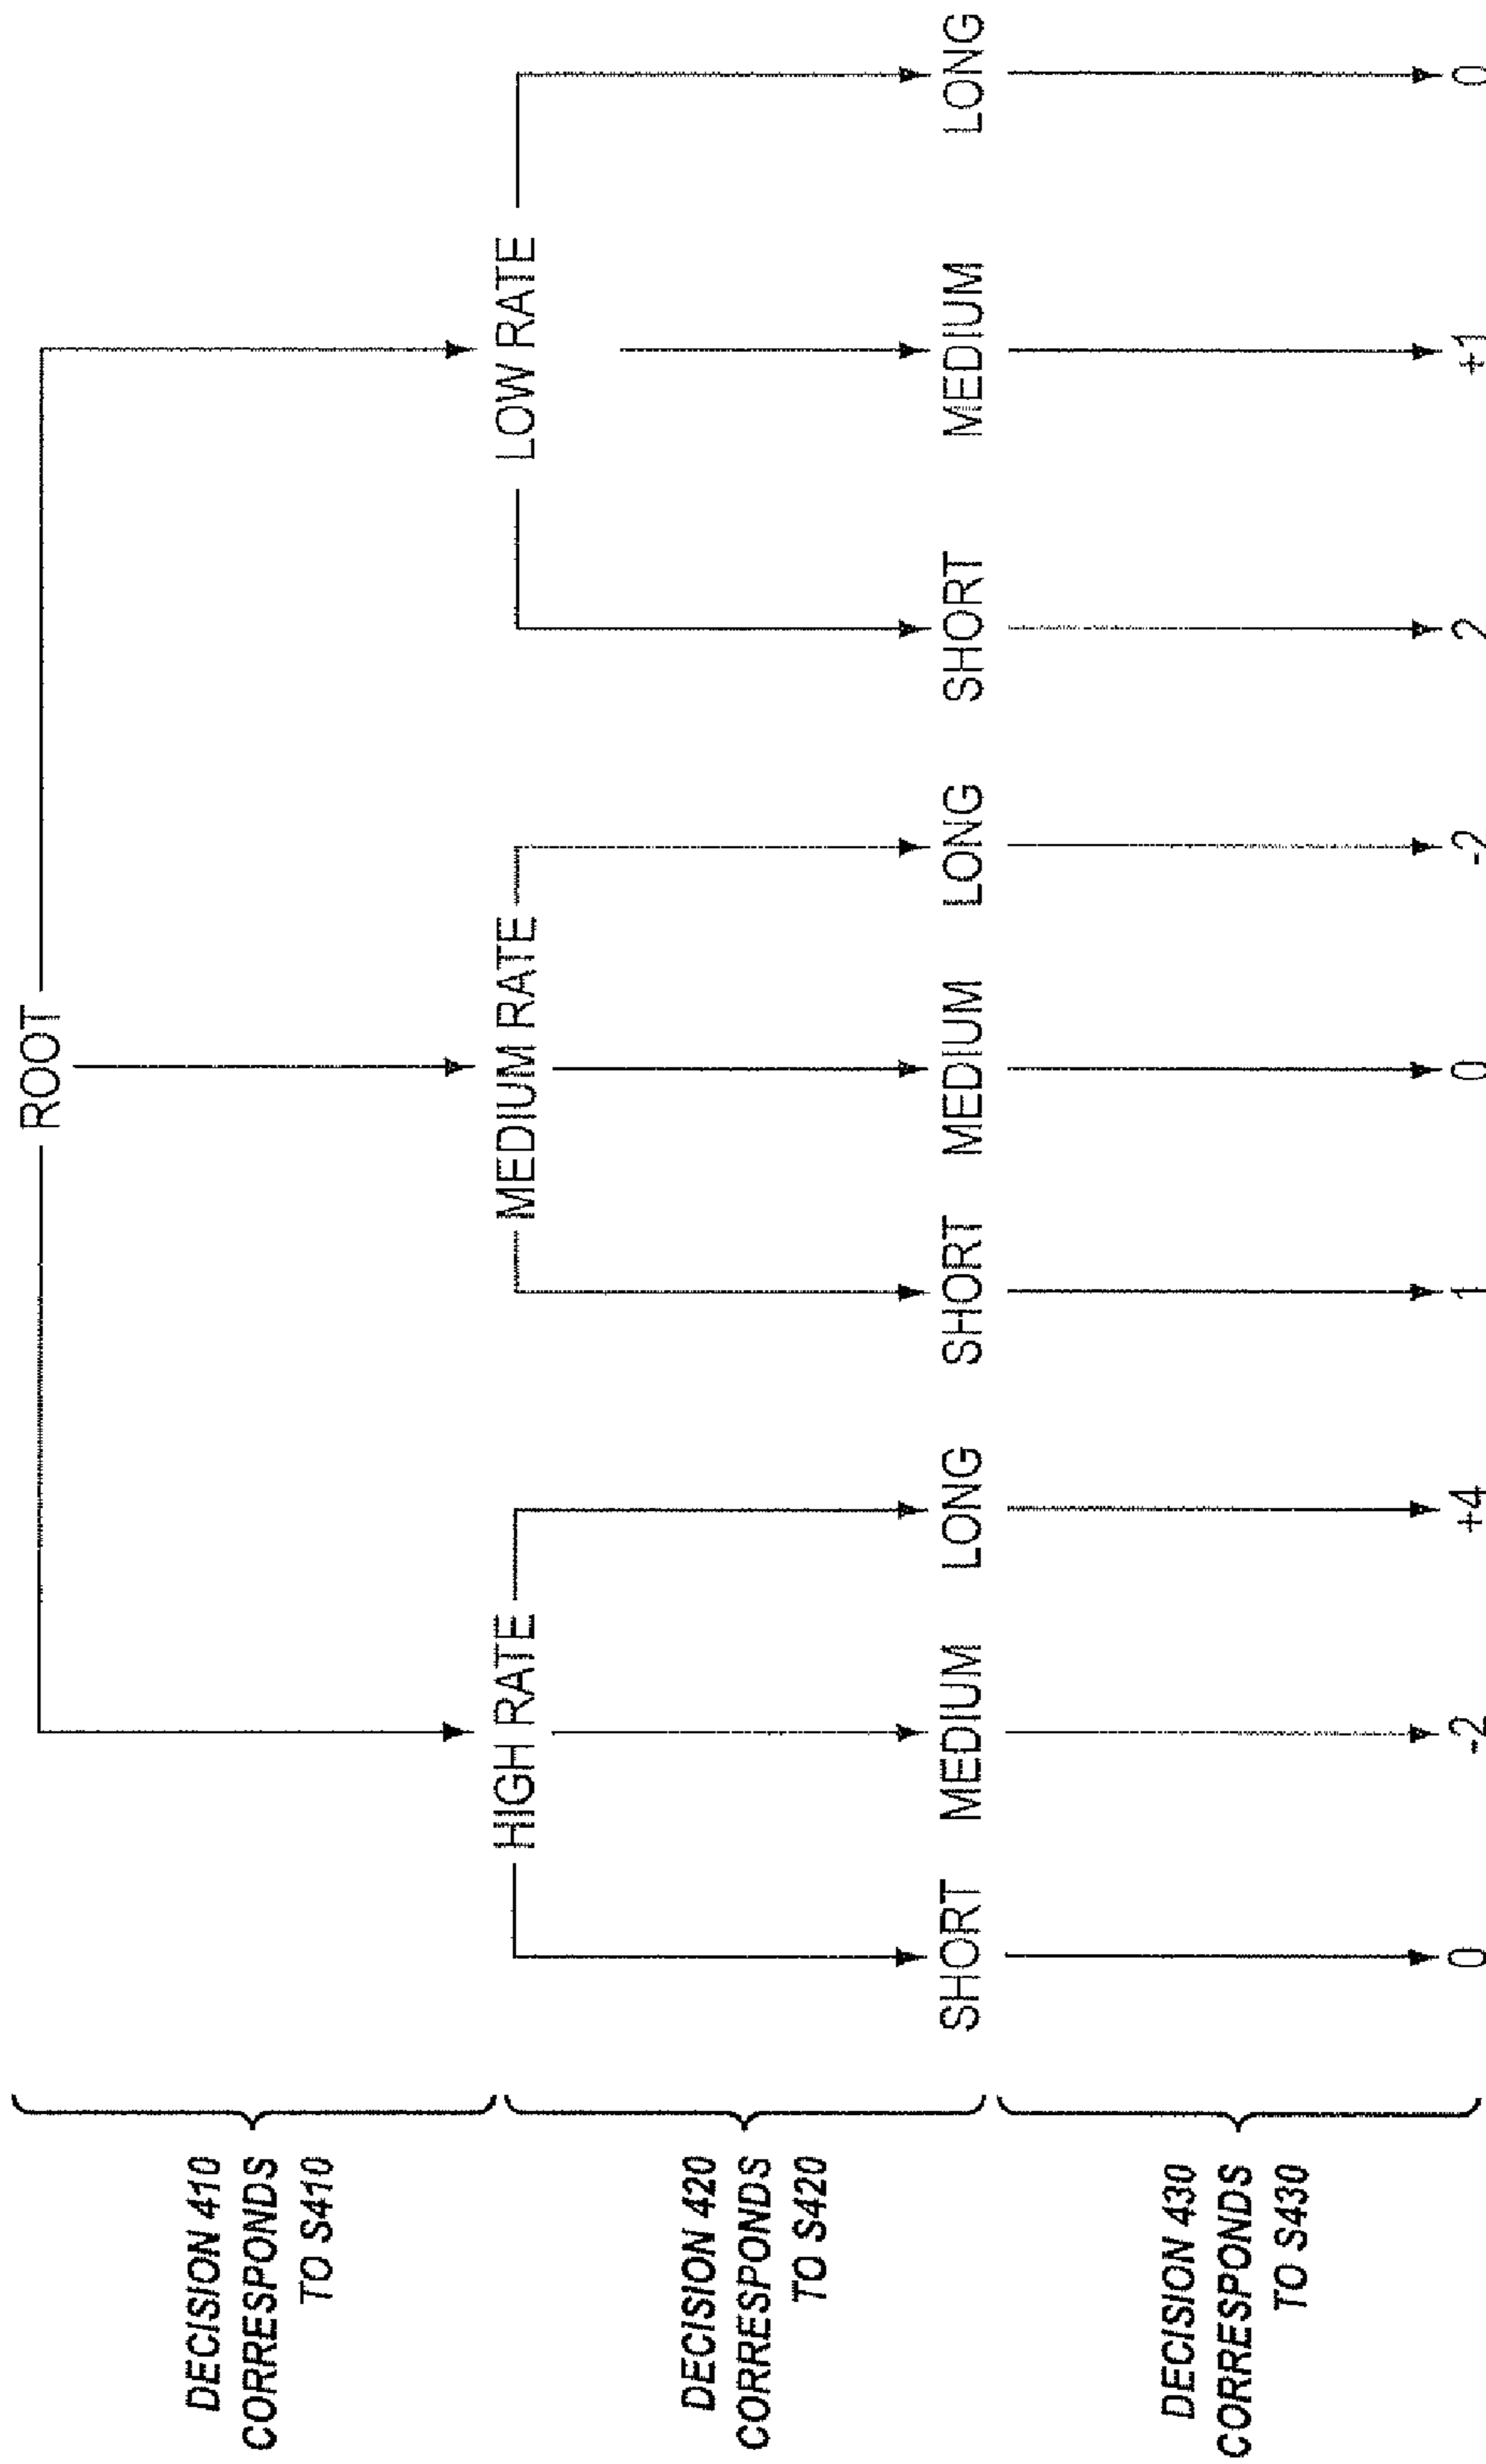 ROOT
DECISION 410
CORRESPONDS
TO S410
HIGH RATE MEDIUM RATE LOW RATE
DECISION 420
CORRESPONDS
TO S420
SHORT MEDIUM LONG SHORT MEDIUM LONG SHORT MEDIUM LONG
DECISION 430
CORRESPONDS
TO S430
0 -2 +4 1 0 -2 2 +1 0